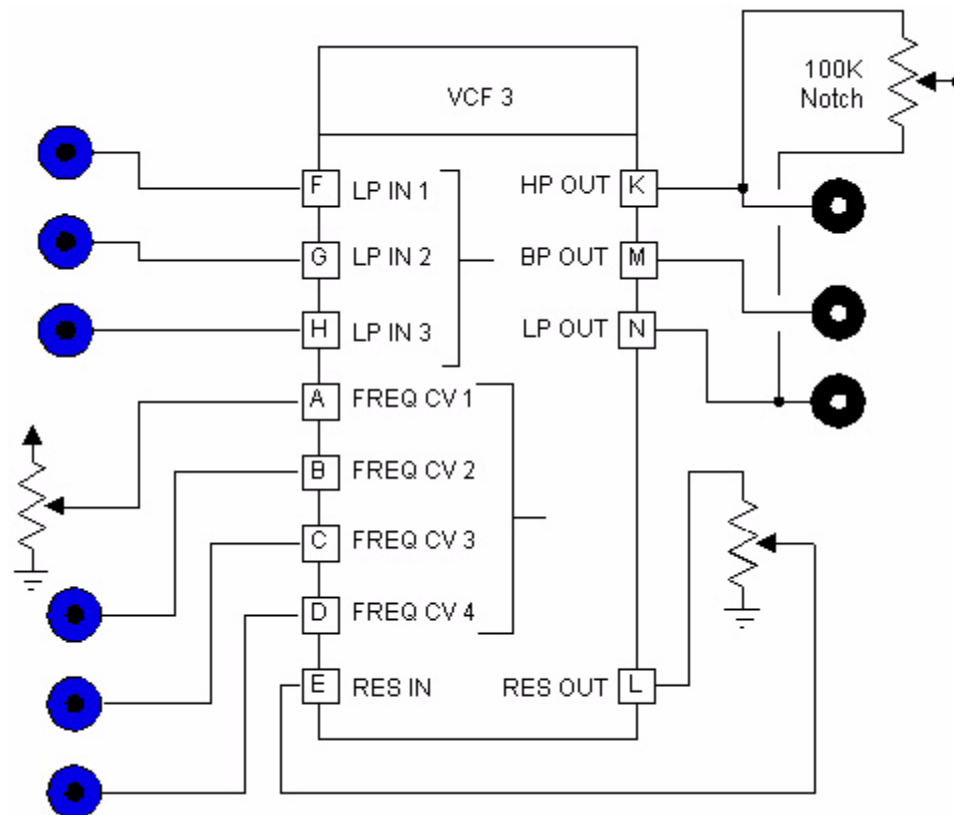 VCF 3
100K
Notch
F LP IN 1
G LP IN 2
H LP IN 3
A FREQ CV 1
B FREQ CV 2
C FREQ CV 3
D FREQ CV 4
E RES IN
HP OUT K
BP OUT M
LP OUT N
RES OUT L